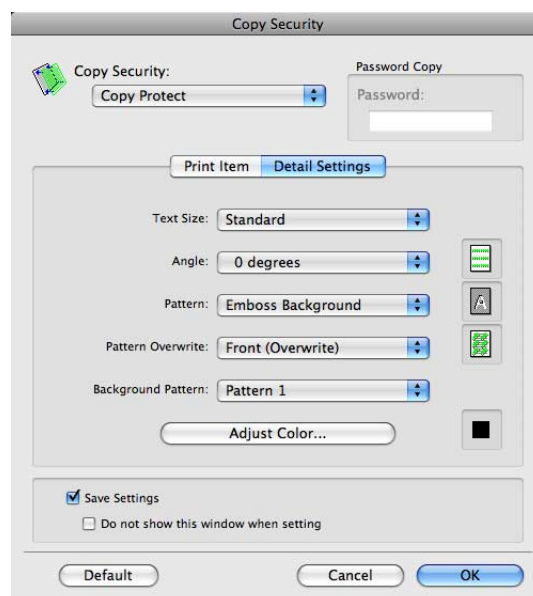 Copy Security
Copy Security:
Copy Protect
Password Copy
Password:
Print Item Detail Settings
Text Size: Standard
Angle: 0 degrees
Pattern: Emboss Background
A
Pattern Overwrite: Front (Overwrite)
Background Pattern: Pattern 1
Adjust Color...
Save Settings
Do not show this window when setting
Default Cancel OK